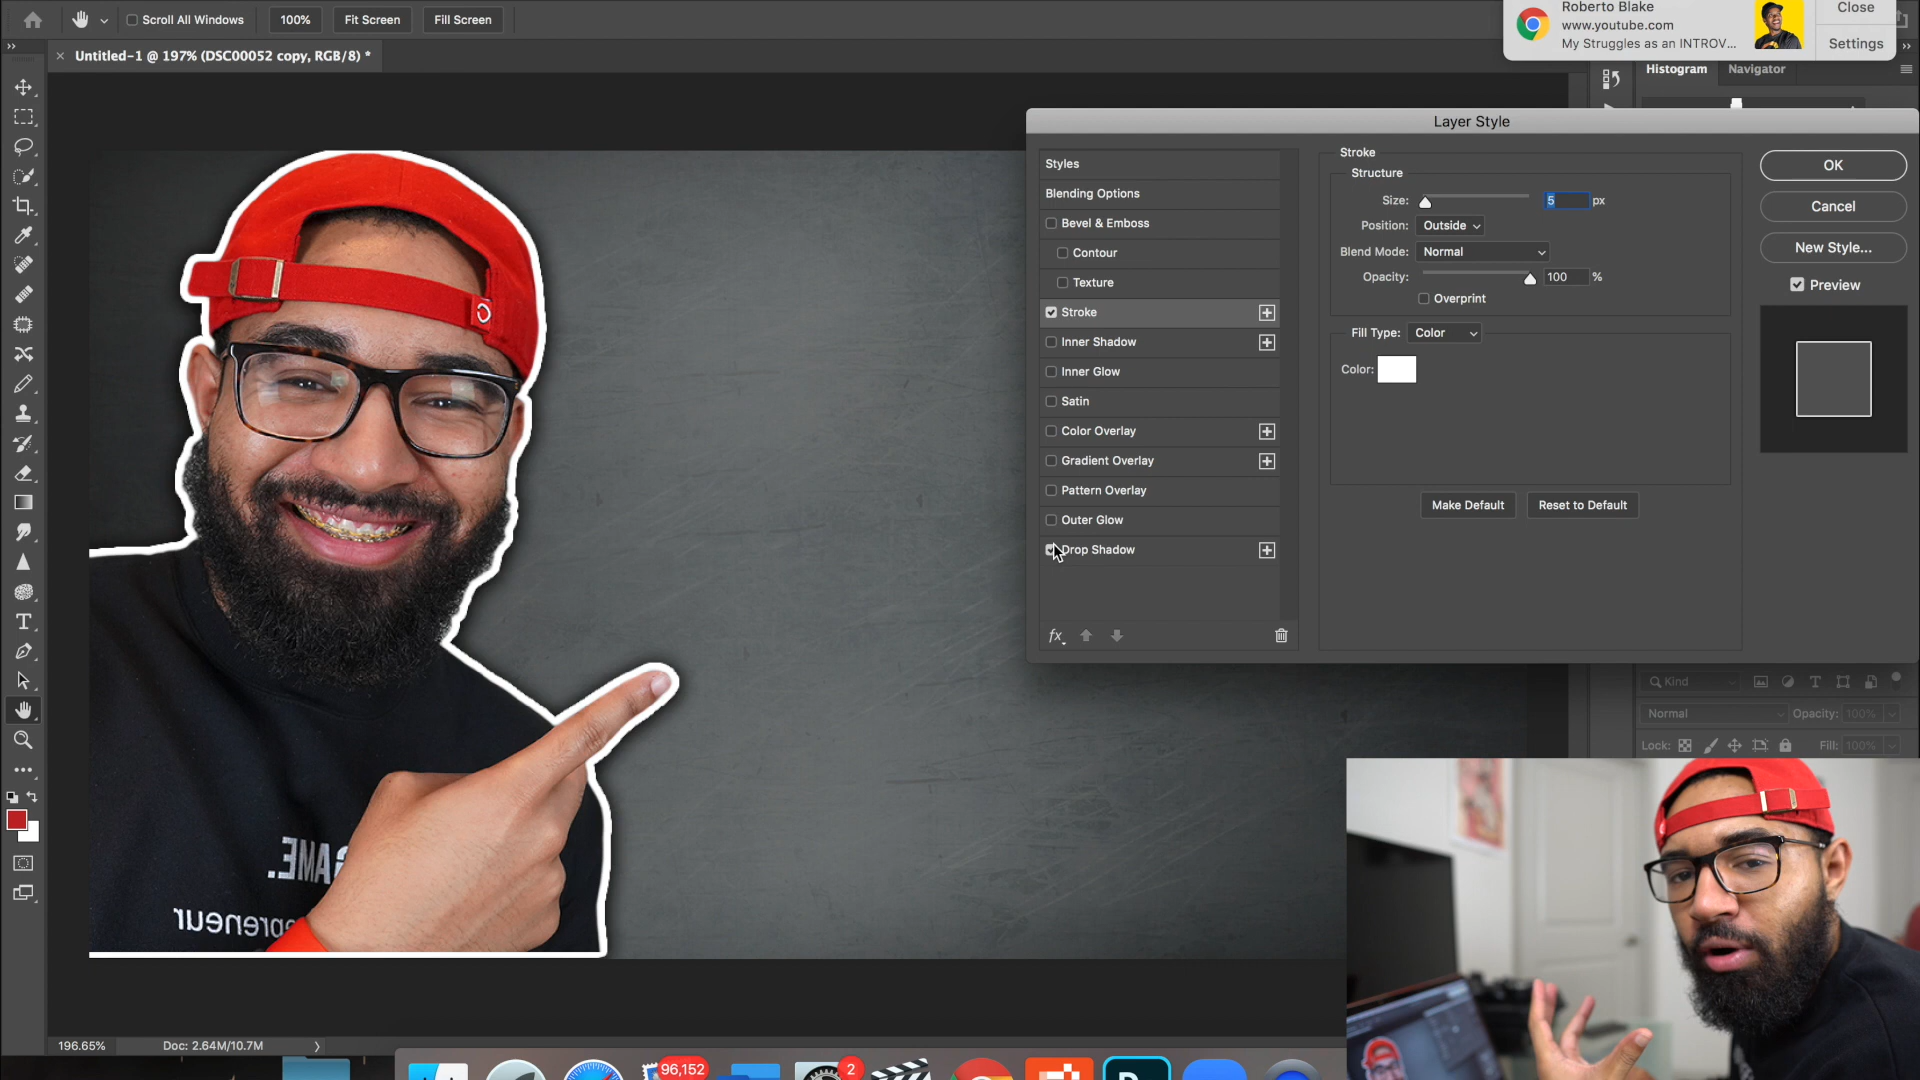 Scroll All Windows
100%
Fit Screen
Fill Screen
Roberto Blake
www.youtube.com
My Struggles as an INTROV...
Close
Settings
Untitled-1 @ 197% (DSC00052 copy, RGB/8) *
Histogram
Navigator
Layer Style
Styles
Blending Options
Bevel & Emboss
Contour
Texture
Stroke
Inner Shadow
Inner Glow
Satin
Color Overlay
Gradient Overlay
Pattern Overlay
Outer Glow
Drop Shadow
fx
Stroke
Structure
Size: 5 px
Position: Outside
Blend Mode: Normal
Opacity: 100 %
Overprint
Fill Type: Color
Color:
Make Default
Reset to Default
OK
Cancel
New Style...
Preview
Kind
Normal
Opacity: 100%
Lock:
Fill: 100%
GAME.
epreneur
196.65%
Doc: 2.64M/10.7M
96,152
2